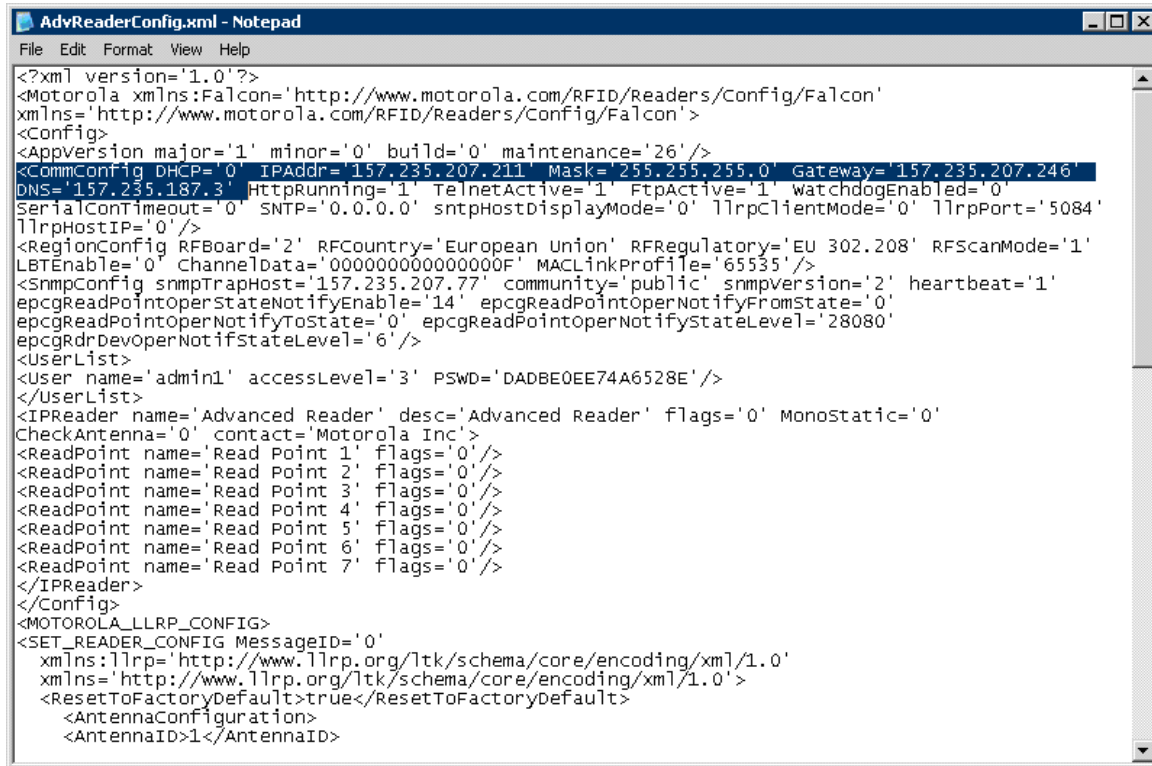 AdvReaderConfig.xml - Notepad
File Edit Format View Help
<?xml version='1.0'?>
<Motorola xmlns:Falcon='http://www.motorola.com/RFID/Readers/Config/Falcon'
xmlns='http://www.motorola.com/RFID/Readers/Config/Falcon'>
<Config>
<AppVersion major='1' minor='0' build='0' maintenance='26'/>
<CommConfig DHCP='0' IPAddr='157.235.207.211' Mask='255.255.255.0' Gateway='157.235.207.246'
DNS='157.235.187.3' HttpRunning='1' TelnetActive='1' FtpActive='1' WatchdogEnabled='0'
SerialConTimeout='0' SNTP='0.0.0.0' sntpHostDisplayMode='0' llrpClientMode='0' llrpPort='5084'
llrpHostIP='0'/>
<RegionConfig RFBoard='2' RFCountry='European Union' RFRegulatory='EU 302.208' RFScanMode='1'
LBTEnable='0' ChannelData='000000000000000F' MACLinkProfile='65535'/>
<SnmpConfig snmpTrapHost='157.235.207.77' community='public' snmpVersion='2' heartbeat='1'
epcgReadPointOperStateNotifyEnable='14' epcgReadPointOperNotifyFromState='0'
epcgReadPointOperNotifyToState='0' epcgReadPointOperNotifyStateLevel='28080'
epcgRdrDevOperNotifStateLevel='6'/>
<UserList>
<User name='admin1' accessLevel='3' PSWD='DADBE0EE74A6528E'/>
</UserList>
<IPReader name='Advanced Reader' desc='Advanced Reader' flags='0' MonoStatic='0'
CheckAntenna='0' contact='Motorola Inc'>
<ReadPoint name='Read Point 1' flags='0'/>
<ReadPoint name='Read Point 2' flags='0'/>
<ReadPoint name='Read Point 3' flags='0'/>
<ReadPoint name='Read Point 4' flags='0'/>
<ReadPoint name='Read Point 5' flags='0'/>
<ReadPoint name='Read Point 6' flags='0'/>
<ReadPoint name='Read Point 7' flags='0'/>
</IPReader>
</Config>
<MOTOROLA_LLRP_CONFIG>
<SET_READER_CONFIG MessageID='0'
xmlns:llrp='http://www.llrp.org/ltk/schema/core/encoding/xml/1.0'
xmlns='http://www.llrp.org/ltk/schema/core/encoding/xml/1.0'>
<ResetToFactoryDefault>true</ResetToFactoryDefault>
<AntennaConfiguration>
<AntennaID>1</AntennaID>